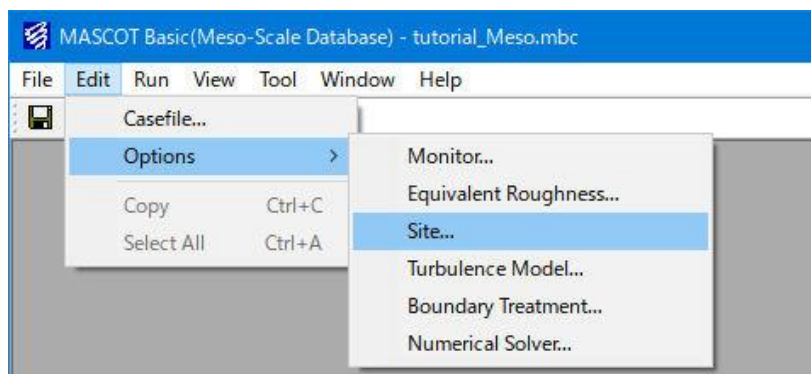 MASCOT Basic(Meso-Scale Database) - tutorial_Meso.mbc
File Edit Run View Tool Window Help
Casefile...
Options >
Copy Ctrl+C
Select All Ctrl+A
Monitor...
Equivalent Roughness...
Site...
Turbulence Model...
Boundary Treatment...
Numerical Solver...